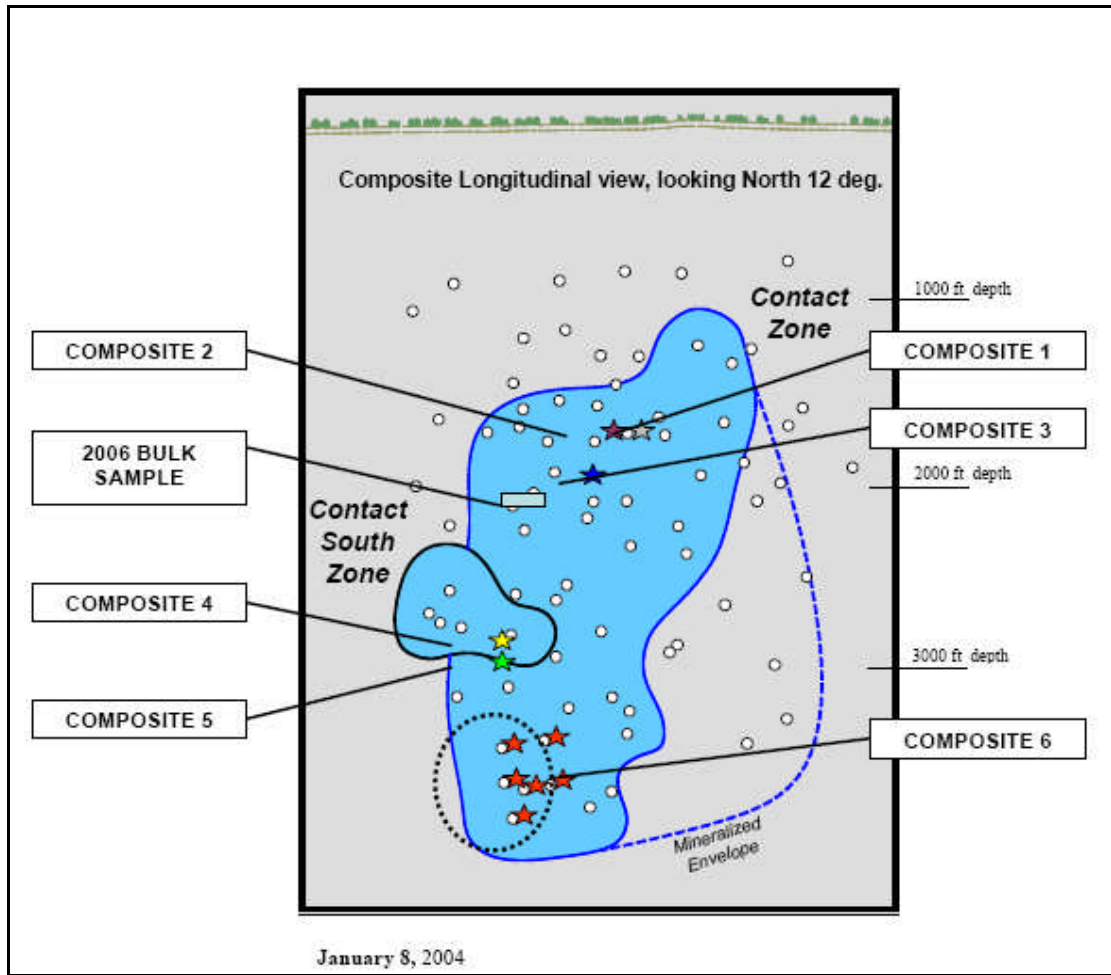 Composite Longitudinal view, looking North 12 deg.
1000 ft depth
Contact
Zone
COMPOSITE 2
COMPOSITE 1
COMPOSITE 3
2006 BULK
SAMPLE
2000 ft depth
Contact
South
Zone
COMPOSITE 4
3000 ft depth
COMPOSITE 5
COMPOSITE 6
Mineralized
Envelope
January 8, 2004